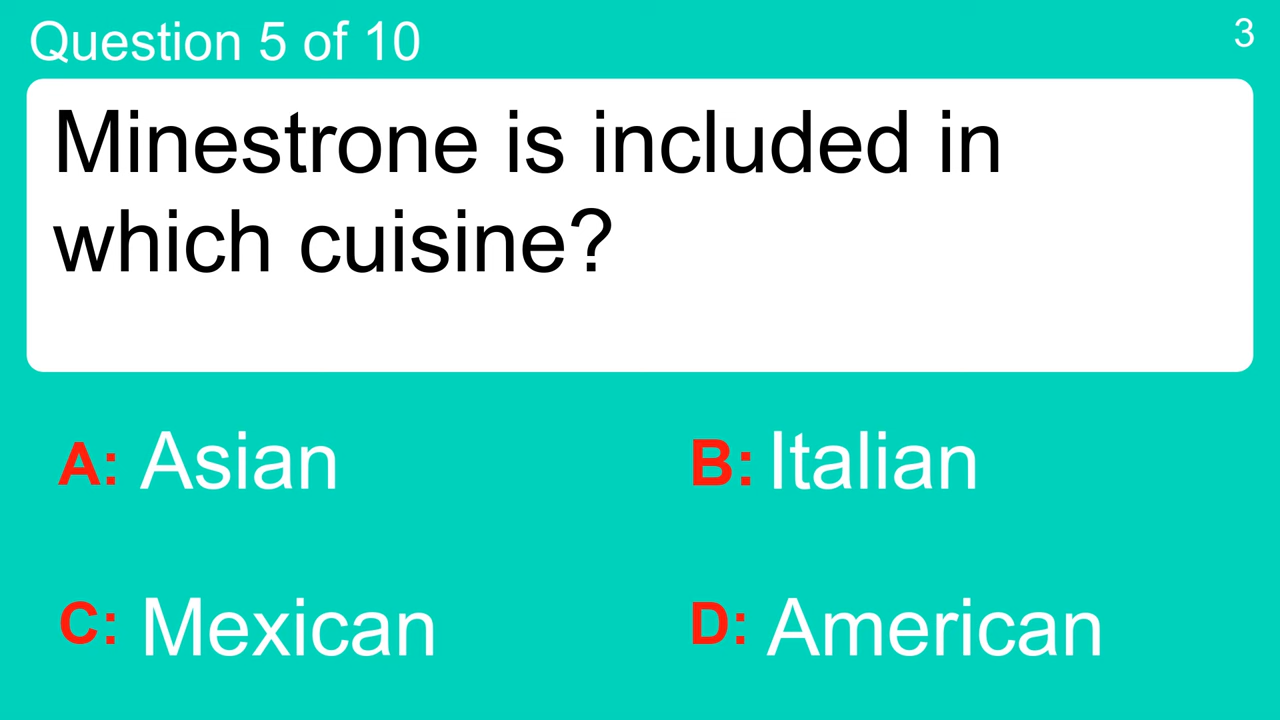 Question 5 of 10
3
Minestrone is included in
which cuisine?
A: Asian
B: Italian
C: Mexican
D: American